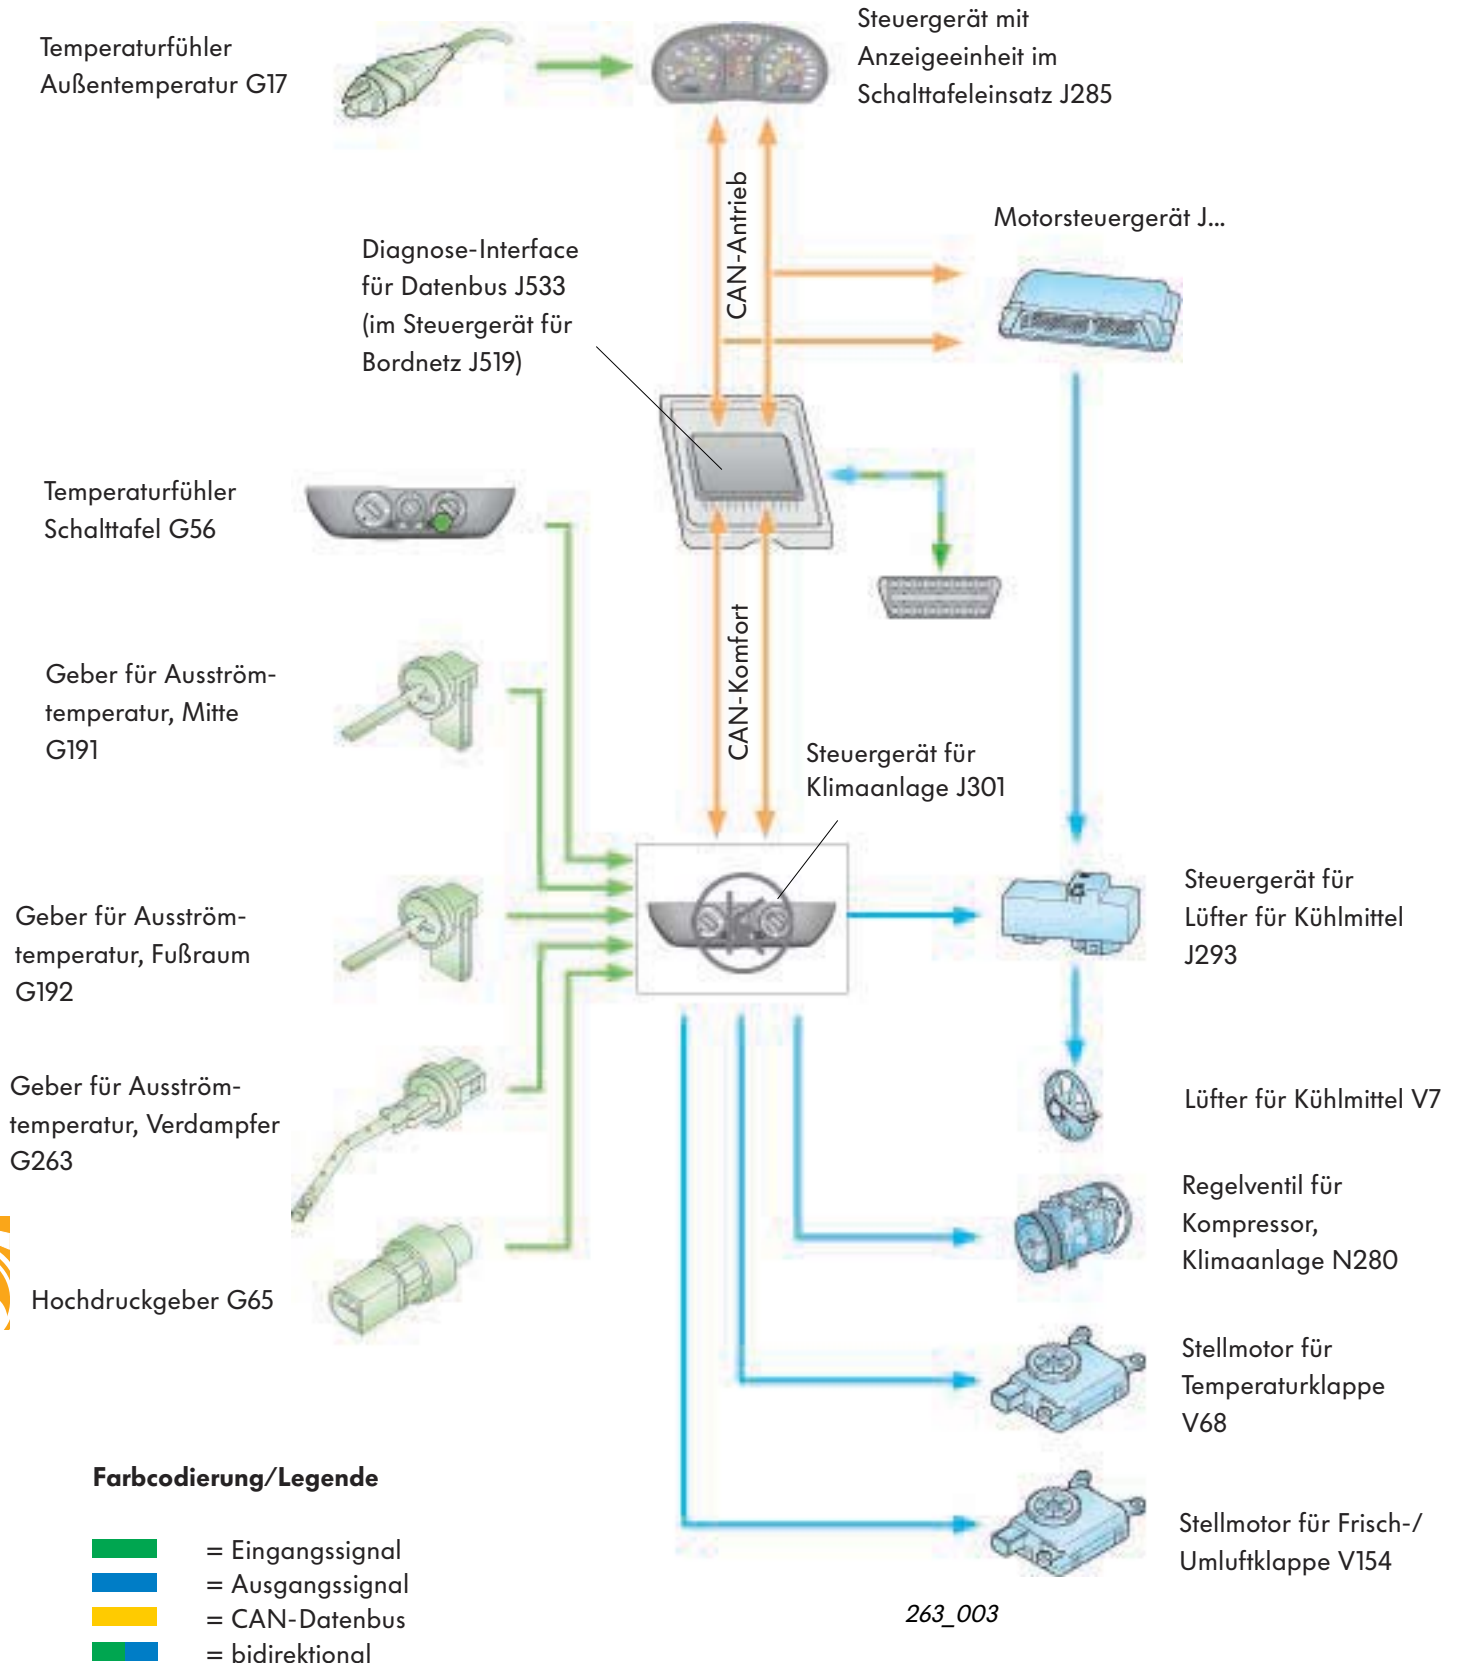 Temperaturfühler
Außentemperatur G17
Steuergerät mit
Anzeigeeinheit im
Schalttafeleinsatz J285
CAN-Antrieb
Motorsteuergerät J...
Diagnose-Interface
für Datenbus J533
(im Steuergerät für
Bordnetz J519)
Temperaturfühler
Schalttafel G56
CAN-Komfort
Geber für Ausström-
temperatur, Mitte
G191
Steuergerät für
Klimaanlage J301
Geber für Ausström-
temperatur, Fußraum
G192
Steuergerät für
Lüfter für Kühlmittel
J293
Geber für Ausström-
temperatur, Verdampfer
G263
Lüfter für Kühlmittel V7
Regelventil für
Kompressor,
Klimaanlage N280
Hochdruckgeber G65
Stellmotor für
Temperaturklappe
V68
Stellmotor für Frisch-/
Umluftklappe V154
Farbcodierung/Legende
= Eingangssignal
= Ausgangssignal
= CAN-Datenbus
= bidirektional
263_003